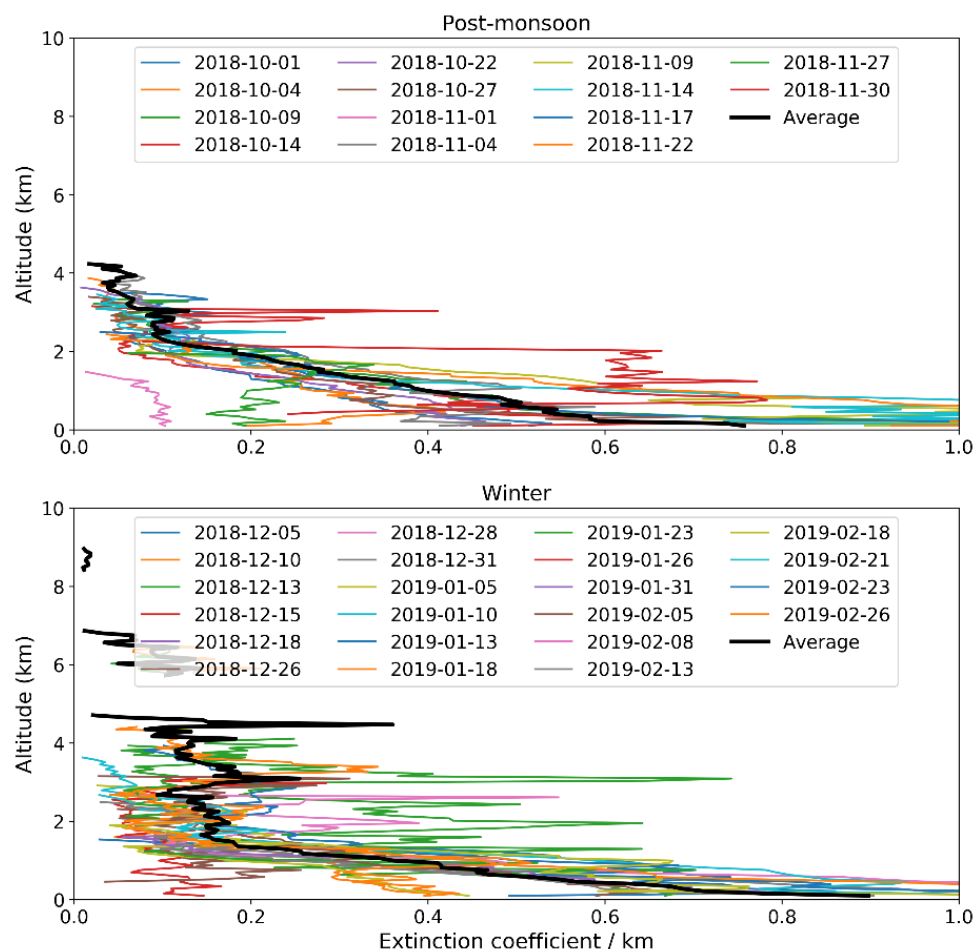 Post-monsoon
10
8
6
4
2
0
Altitude (km)
2018-10-01 2018-10-22 2018-11-09 2018-11-27
2018-10-04 2018-10-27 2018-11-14 2018-11-30
2018-10-09 2018-11-01 2018-11-17 Average
2018-10-14 2018-11-04 2018-11-22
0.0 0.2 0.4 0.6 0.8 1.0
Winter
10
8
6
4
2
0
Altitude (km)
2018-12-05 2018-12-28 2019-01-23 2019-02-18
2018-12-10 2018-12-31 2019-01-26 2019-02-21
2018-12-13 2019-01-05 2019-01-31 2019-02-23
2018-12-15 2019-01-10 2019-02-05 2019-02-26
2018-12-18 2019-01-13 2019-02-08 Average
2018-12-26 2019-01-18 2019-02-13
0.0 0.2 0.4 0.6 0.8 1.0
Extinction coefficient / km